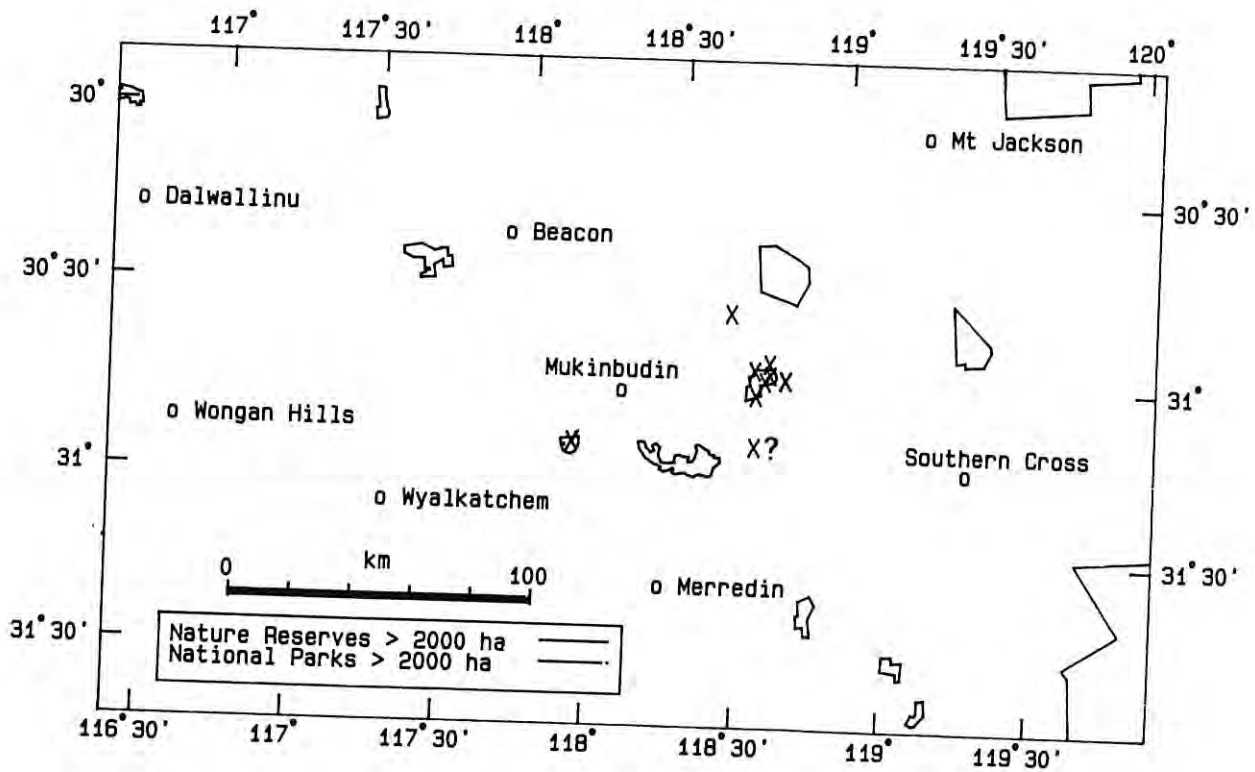 117° 117°30' 118° 118°30' 119° 119°30' 120°
30°
o Mt Jackson
o Dalwallinu
30°30'
o Beacon
30°30'
X
Mukinbudin
o
X X
X X X
X
31°
o Wongan Hills
X
X?
31°
Southern Cross
o
o Wyalkatchem
km
0 100
o Merredin
31°30'
31°30'
Nature Reserves > 2000 ha
National Parks > 2000 ha
116°30' 117° 117°30' 118° 118°30' 119° 119°30'